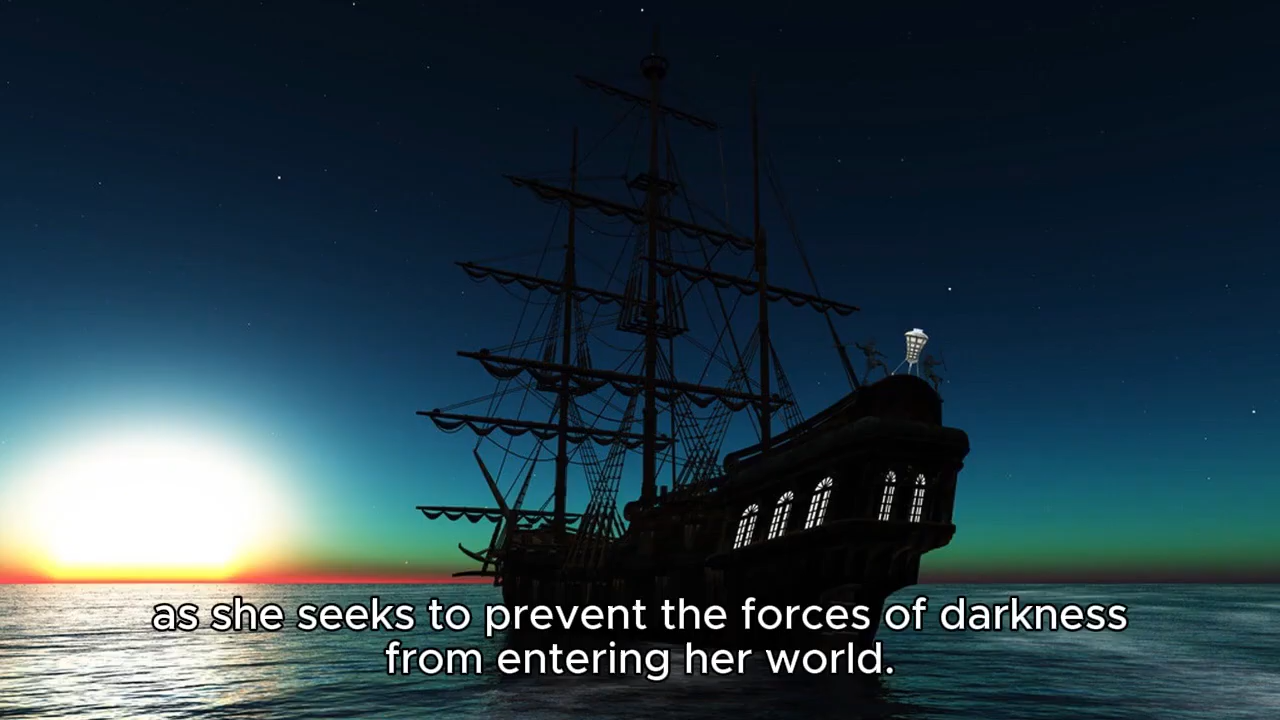 as she seeks to prevent the forces of darkness
from entering her world.